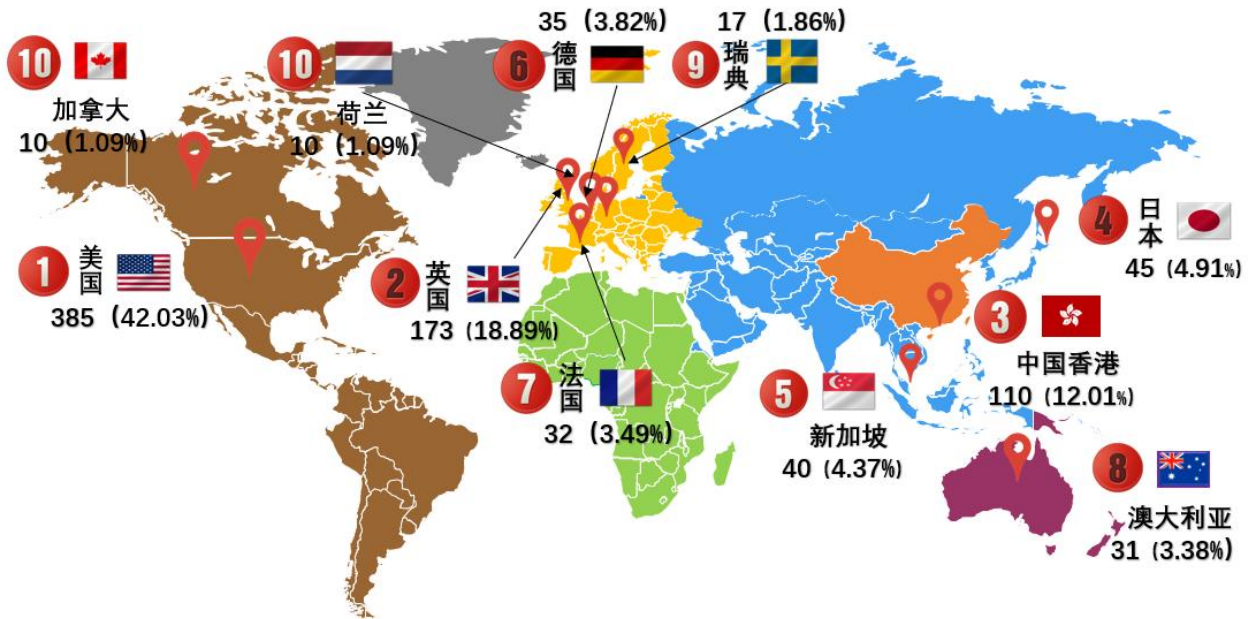 10
加拿大
10 (1.09%)
10
荷兰
10 (1.09%)
35 (3.82%)
6
德国
17 (1.86%)
9
瑞典
1
美国
385 (42.03%)
2
英国
173 (18.89%)
7
法国
32 (3.49%)
4
日本
45 (4.91%)
3
中国香港
110 (12.01%)
5
新加坡
40 (4.37%)
8
澳大利亚
31 (3.38%)